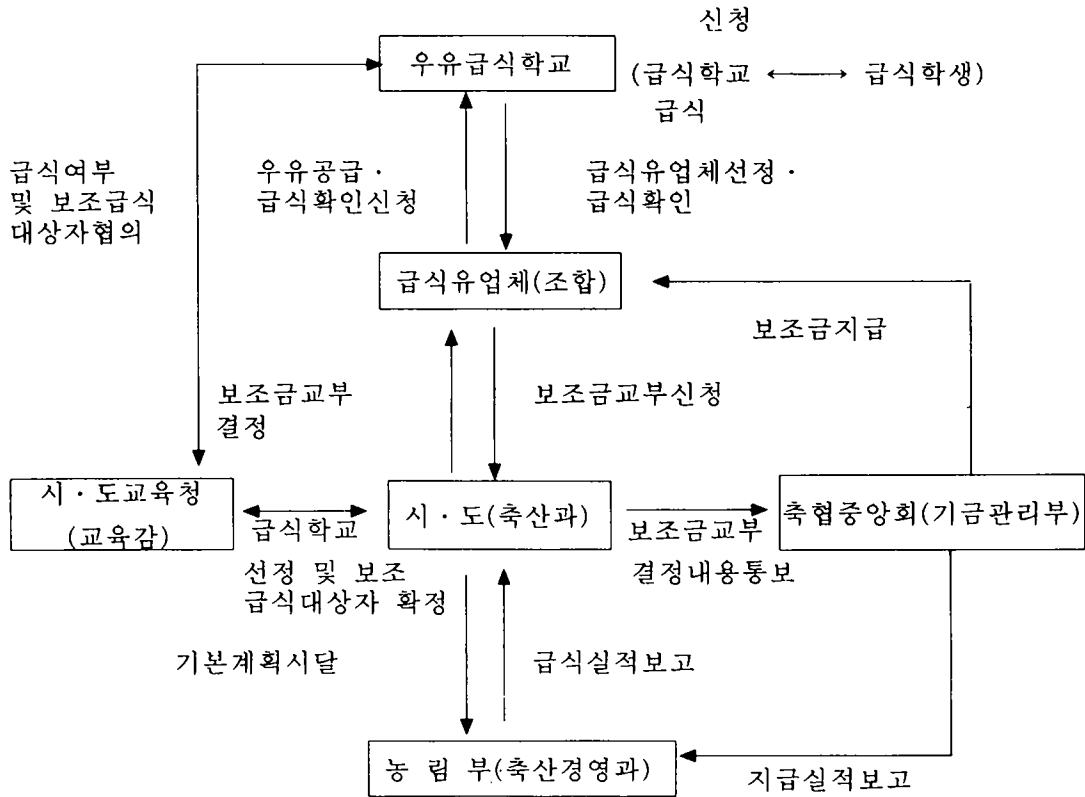 신청
우유급식학교
(급식학교 ⟷ 급식학생)
급식
급식여부
및 보조급식
대상자협의
우유공급·
급식확인신청
급식유업체선정·
급식확인
급식유업체(조합)
보조금지급
보조금교부
결정
보조금교부신청
시·도교육청
(교육감)
급식학교
선정 및 보조
급식대상자 확정
시·도(축산과)
보조금교부
결정내용통보
축협중앙회(기금관리부)
기본계획시달
급식실적보고
농 림 부(축산경영과)
지급실적보고